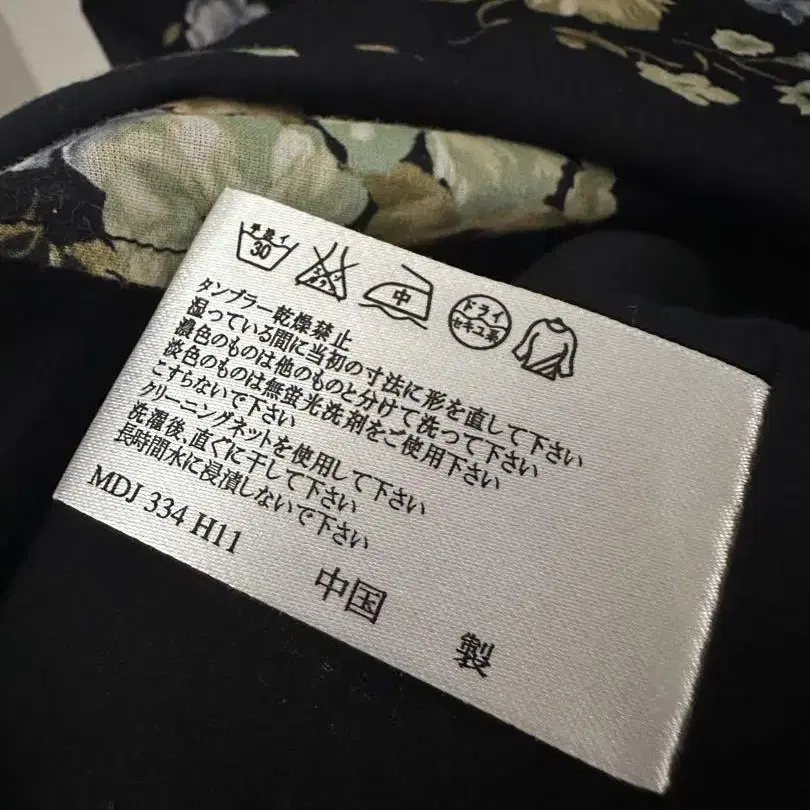 手洗イ 30 エンソサラシ 中 ドライ セキユ系
タンブラー乾燥禁止
湿っている間に当初の寸法に形を直して下さい
濃色のものは他のものと分けて洗って下さい
淡色のものは無蛍光洗剤をご使用下さい
こすらないで下さい
クリーニングネットを使用して下さい
洗濯後、直ぐに干して下さい
長時間水に浸漬しないで下さい
MDJ 334 H11
中国 製